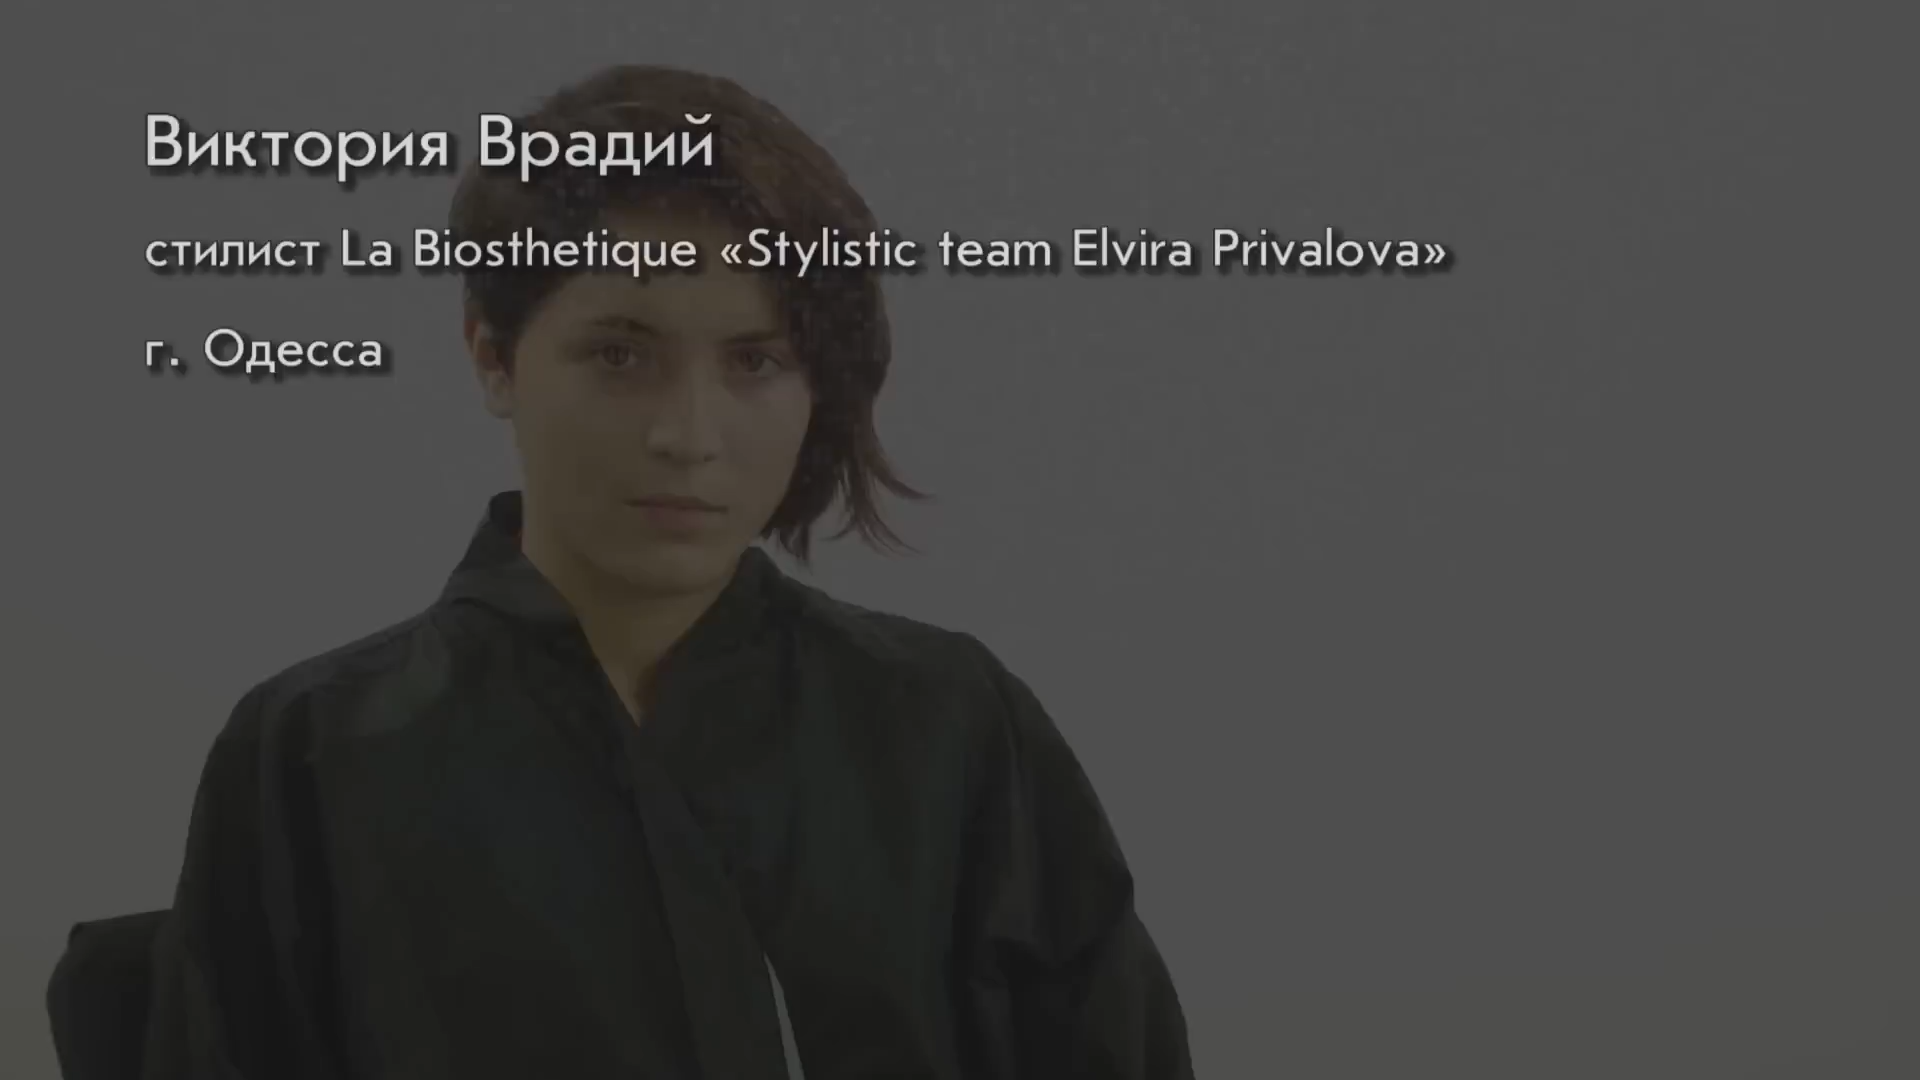 Виктория Врадий
стилист La Biosthetique «Stylistic team Elvira Privalova»
г. Одесса